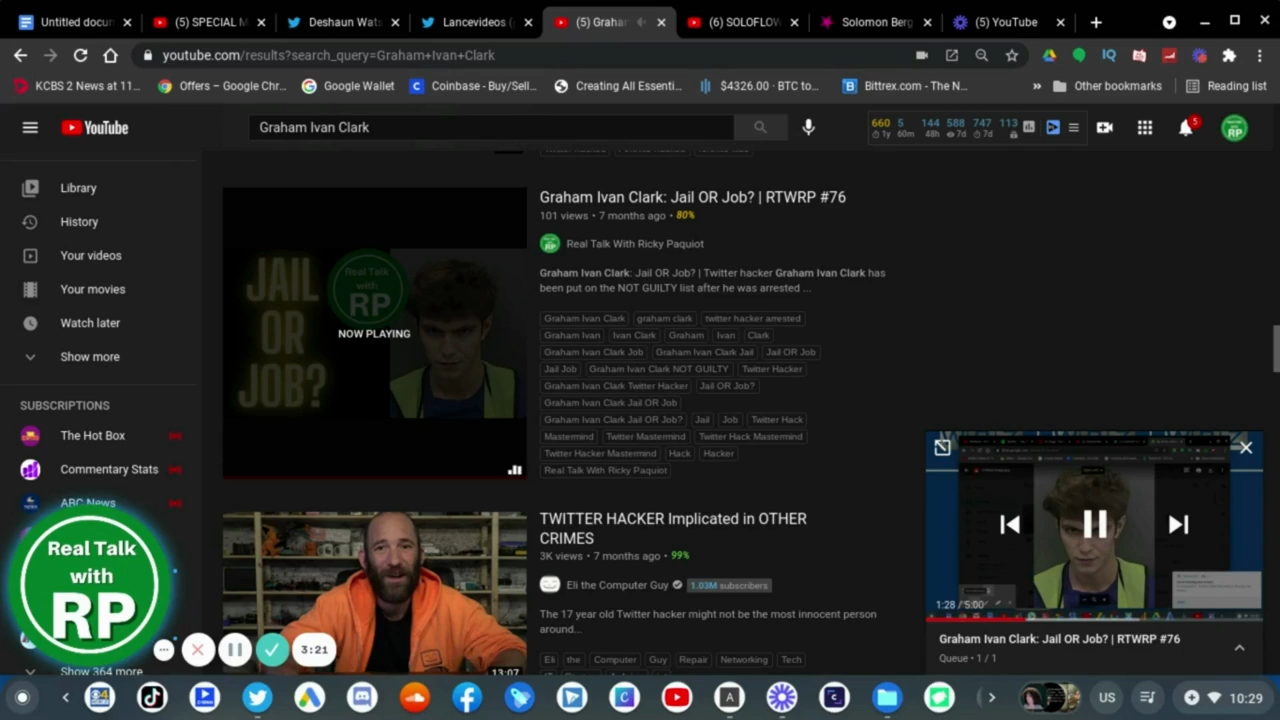 Untitled docum
(5) SPECIAL M
Deshaun Wats
Lancevideos (
(5) Graha
(6) SOLOFLOW
Solomon Berg
(5) YouTube
youtube.com/results?search_query=Graham+Ivan+Clark
IQ
KCBS 2 News at 11...
Offers – Google Chr...
Google Wallet
Coinbase - Buy/Sell...
Creating All Essenti...
$4326.00 · BTC to...
Bittrex.com - The N...
Other bookmarks
Reading list
YouTube
Graham Ivan Clark
660 5 144 588 747 113
1y 60m 48h 7d 7d
5
RP
Library
History
Your videos
Your movies
Watch later
Show more
SUBSCRIPTIONS
The Hot Box
Commentary Stats
ABC News
Show 364 more
Real Talk
with
RP
3:21
JAIL
OR
JOB?
Real Talk
with
RP
NOW PLAYING
Graham Ivan Clark: Jail OR Job? | RTWRP #76
101 views • 7 months ago • 80%
Real Talk With Ricky Paquiot
Graham Ivan Clark: Jail OR Job? | Twitter hacker Graham Ivan Clark has
been put on the NOT GUILTY list after he was arrested ...
Graham Ivan Clark graham clark twitter hacker arrested
Graham Ivan Ivan Clark Graham Ivan Clark
Graham Ivan Clark Job Graham Ivan Clark Jail Jail OR Job
Jail Job Graham Ivan Clark NOT GUILTY Twitter Hacker
Graham Ivan Clark Twitter Hacker Jail OR Job?
Graham Ivan Clark Jail OR Job
Graham Ivan Clark Jail OR Job? Jail Job Twitter Hack
Mastermind Twitter Mastermind Twitter Hack Mastermind
Twitter Hacker Mastermind Hack Hacker
Real Talk With Ricky Paquiot
13:07
TWITTER HACKER Implicated in OTHER
CRIMES
3K views • 7 months ago • 99%
Eli the Computer Guy 1.03M subscribers
The 17 year old Twitter hacker might not be the most innocent person
around...
Eli the Computer Guy Repair Networking Tech
1:28 / 5:00
Graham Ivan Clark: Jail OR Job? | RTWRP #76
Queue • 1 / 1
US
10:29